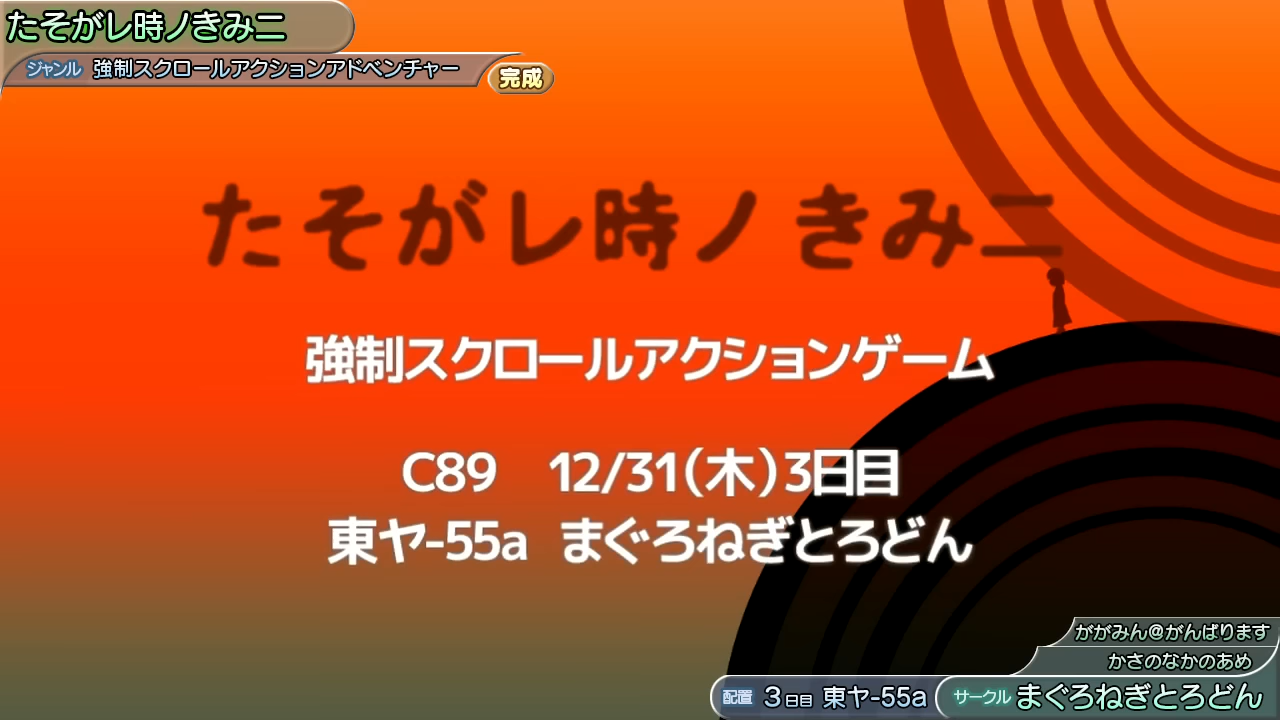 たそがレ時ノきみ二
ジャンル 強制スクロールアクションアドベンチャー 完成
たそがレ時ノきみ二
強制スクロールアクションゲーム
C89 12/31(木)3日目
東ヤ-55a まぐろねぎとろどん
ががみん@がんばります
かさのなかのあめ
配置 3日目 東ヤ-55a サークル まぐろねぎとろどん